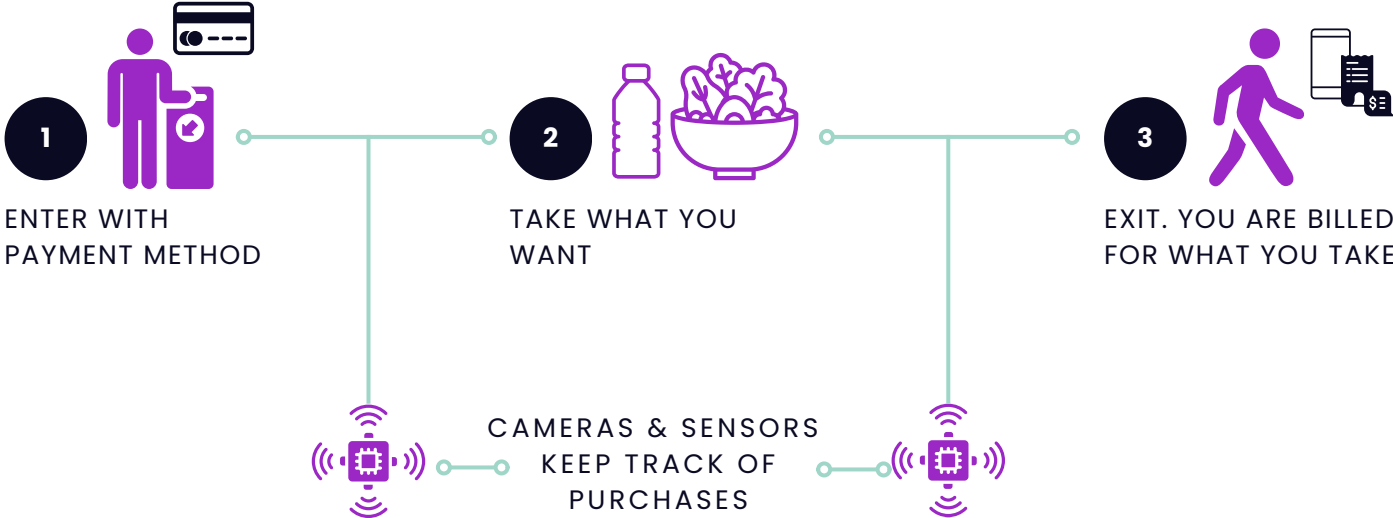 1
ENTER WITH
PAYMENT METHOD
2
TAKE WHAT YOU
WANT
3
EXIT. YOU ARE BILLED
FOR WHAT YOU TAKE
$
CAMERAS & SENSORS
KEEP TRACK OF
PURCHASES